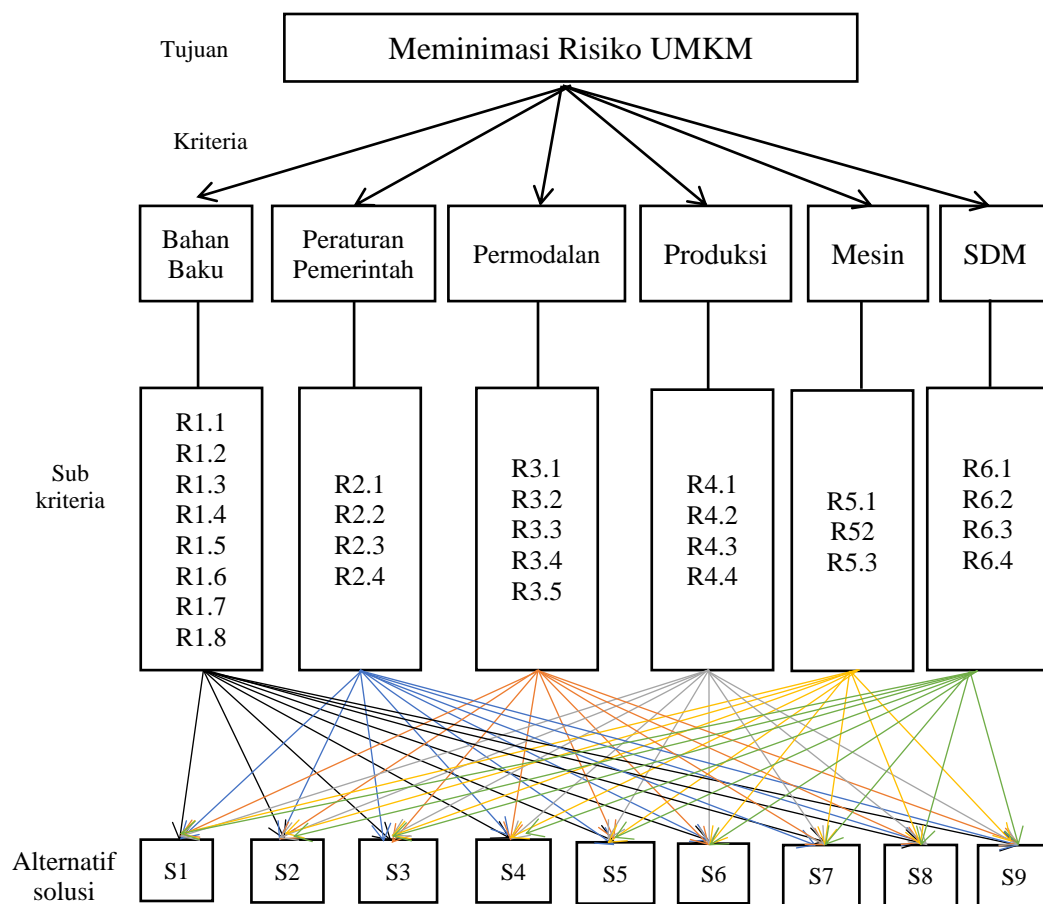 Tujuan
Meminimasi Risiko UMKM
Kriteria
Bahan
Baku
Peraturan
Pemerintah
Permodalan
Produksi
Mesin
SDM
Sub
kriteria
R1.1
R1.2
R1.3
R1.4
R1.5
R1.6
R1.7
R1.8
R2.1
R2.2
R2.3
R2.4
R3.1
R3.2
R3.3
R3.4
R3.5
R4.1
R4.2
R4.3
R4.4
R5.1
R52
R5.3
R6.1
R6.2
R6.3
R6.4
Alternatif
solusi
S1
S2
S3
S4
S5
S6
S7
S8
S9